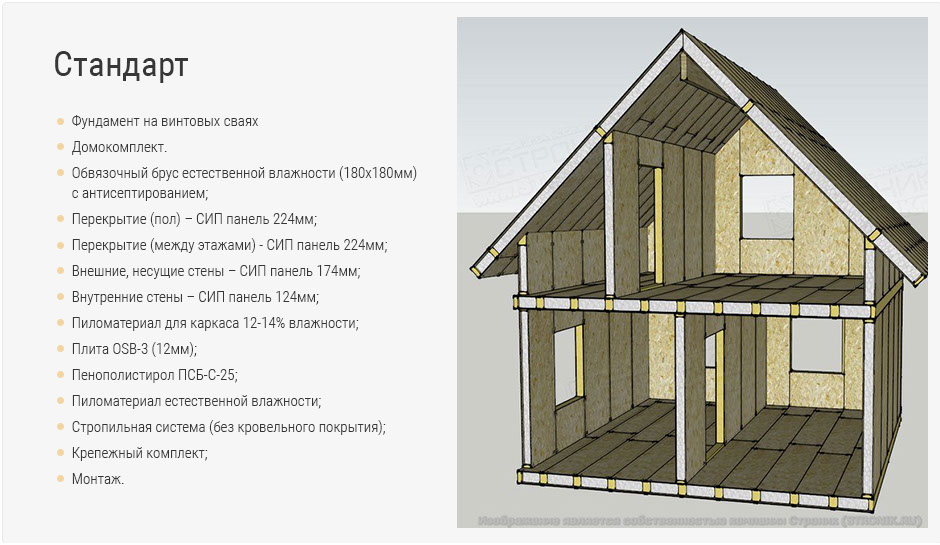 Стандарт
Фундамент на винтовых сваях
Домокомплект.
Обвязочный брус естественной влажности (180х180мм)
с антисептированием;
Перекрытие (пол) – СИП панель 224мм;
Перекрытие (между этажами) - СИП панель 224мм;
Внешние, несущие стены – СИП панель 174мм;
Внутренние стены – СИП панель 124мм;
Пиломатериал для каркаса 12-14% влажности;
Плита OSB-3 (12мм);
Пенополистирол ПСБ-С-25;
Пиломатериал естественной влажности;
Стропильная система (без кровельного покрытия);
Крепежный комплект;
Монтаж.
Изображение является собственностью компании Строникс (STRONIX.RU)